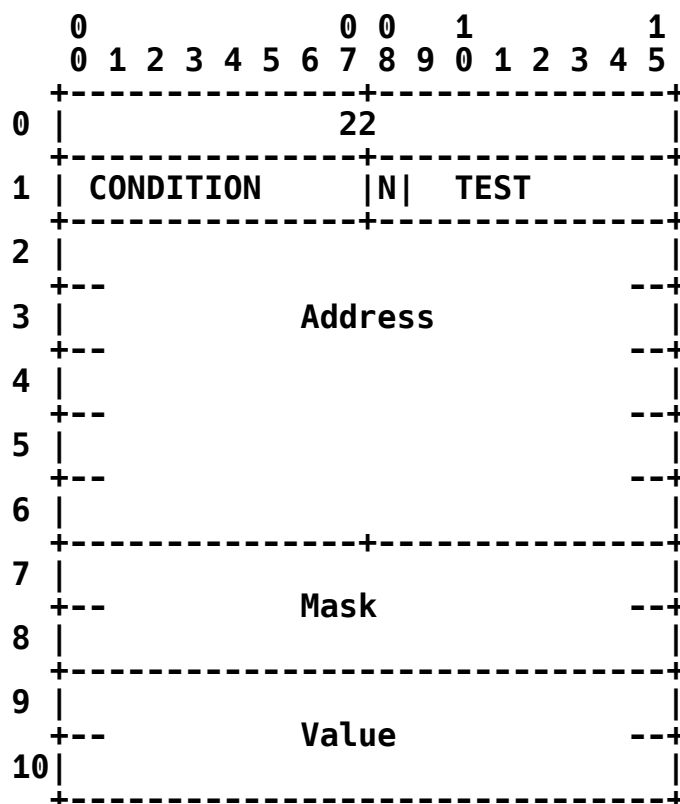 0             0 0   1         1
    0 1 2 3 4 5 6 7 8 9 0 1 2 3 4 5
   +---------------+---------------+
0  |              22               |
   +---------------+---------------+
1  | CONDITION     |N|  TEST       |
   +---------------+---------------+
2  |                               |
   +--                           --+
3  |            Address            |
   +--                           --+
4  |                               |
   +--                           --+
5  |                               |
   +--                           --+
6  |                               |
   +---------------+---------------+
7  |                               |
   +--          Mask             --+
8  |                               |
   +-------------------------------+
9  |                               |
   +--          Value            --+
10 |                               |
   +-------------------------------+